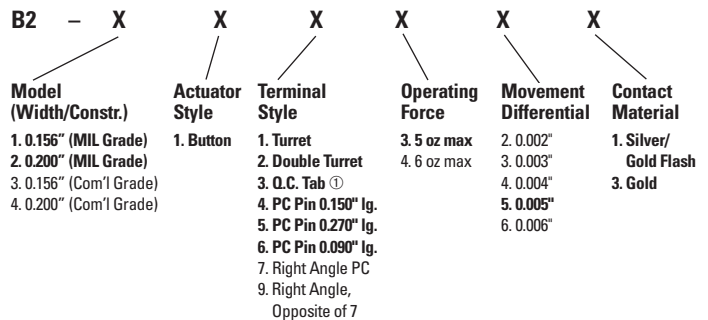 B2 – X X X X X X
Model (Width/Constr.)
1. 0.156" (MIL Grade)
2. 0.200" (MIL Grade)
3. 0.156" (Com'l Grade)
4. 0.200" (Com'l Grade)
Actuator Style
1. Button
Terminal Style
1. Turret
2. Double Turret
3. Q.C. Tab ①
4. PC Pin 0.150" lg.
5. PC Pin 0.270" lg.
6. PC Pin 0.090" lg.
7. Right Angle PC
9. Right Angle,
Opposite of 7
Operating Force
3. 5 oz max
4. 6 oz max
Movement Differential
2. 0.002"
3. 0.003"
4. 0.004"
5. 0.005"
6. 0.006"
Contact Material
1. Silver/
Gold Flash
3. Gold